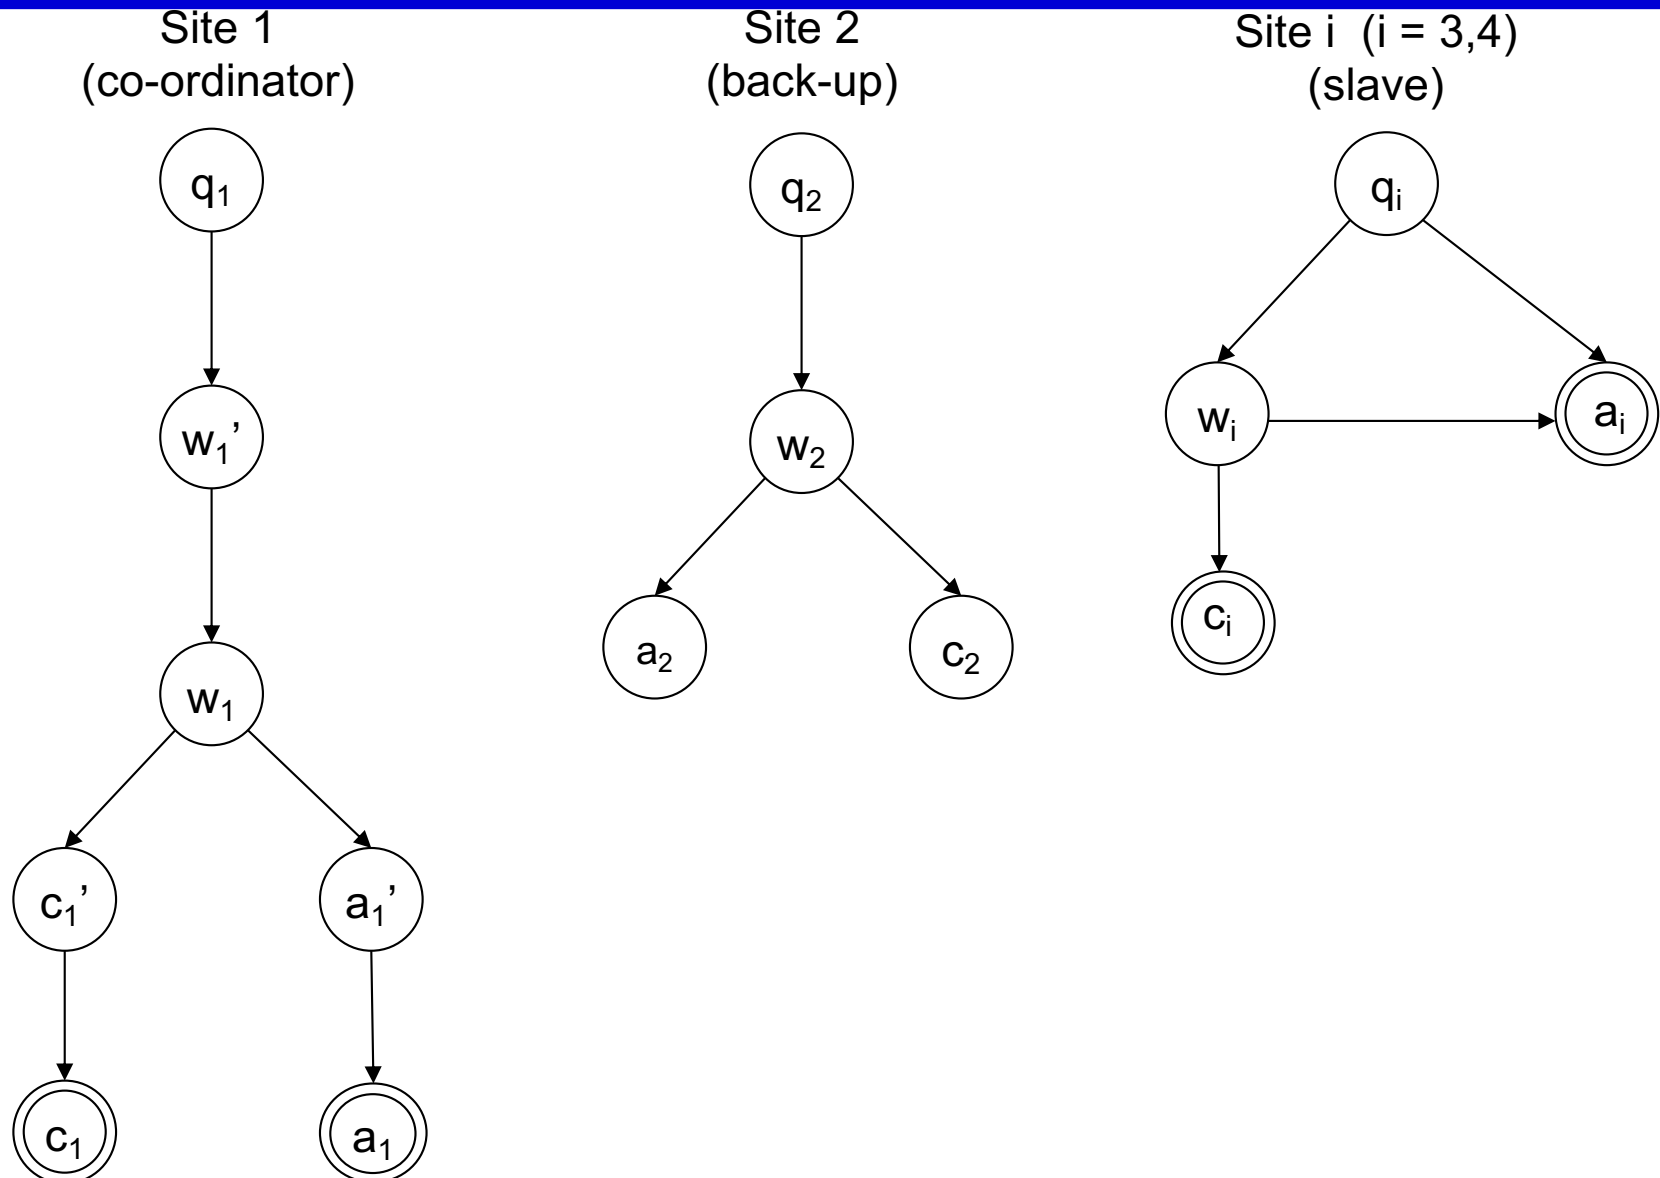 Site 1
(co-ordinator)
q₁
w₁’
w₁
c₁’
a₁’
c₁
a₁
Site 2
(back-up)
q₂
w₂
a₂
c₂
Site i (i = 3,4)
(slave)
qᵢ
wᵢ
aᵢ
cᵢ